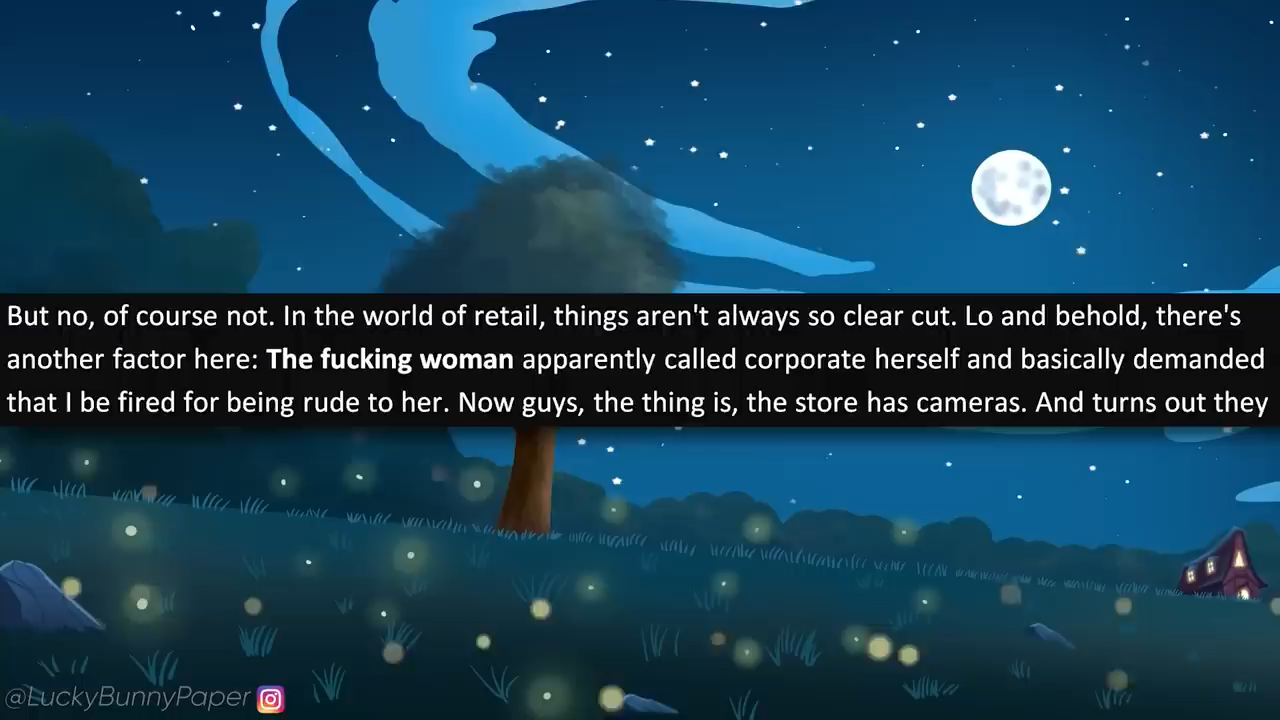 But no, of course not. In the world of retail, things aren't always so clear cut. Lo and behold, there's
another factor here: The fucking woman apparently called corporate herself and basically demanded
that I be fired for being rude to her. Now guys, the thing is, the store has cameras. And turns out they
@LuckyBunnyPaper